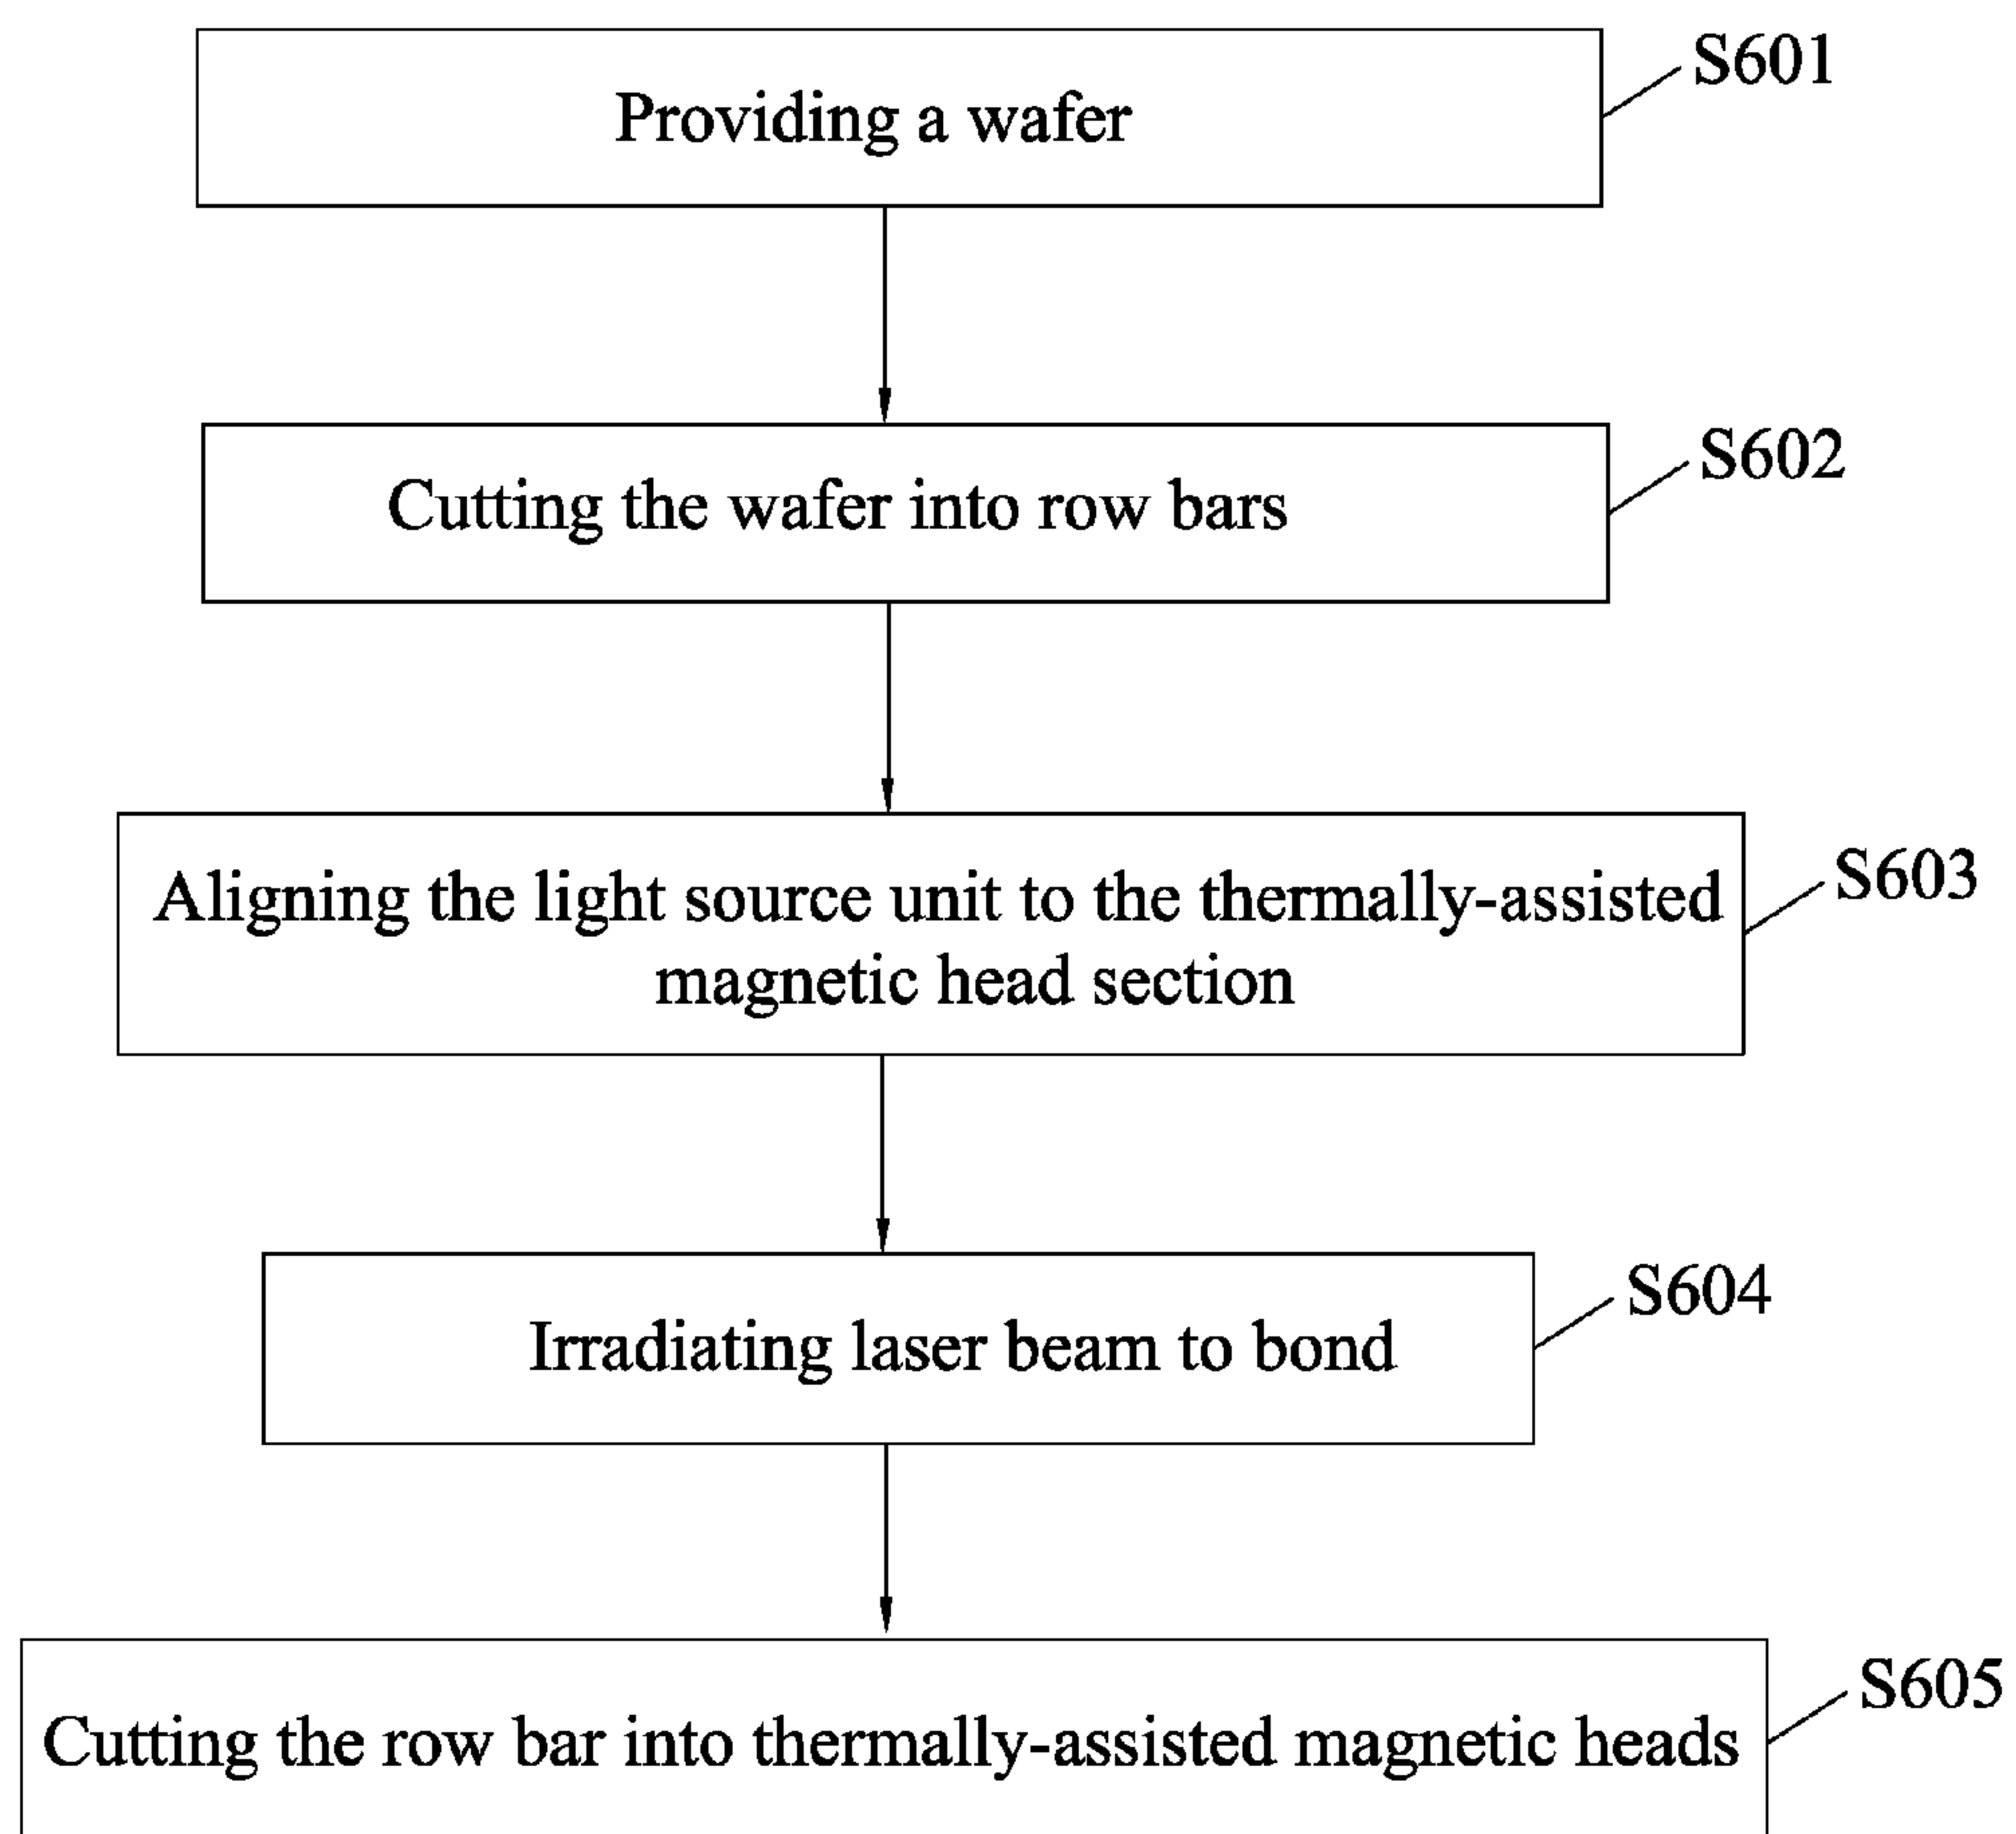 Providing a wafer
S601
Cutting the wafer into row bars
S602
Aligning the light source unit to the thermally-assisted
magnetic head section
S603
Irradiating laser beam to bond
S604
Cutting the row bar into thermally-assisted magnetic heads
S605